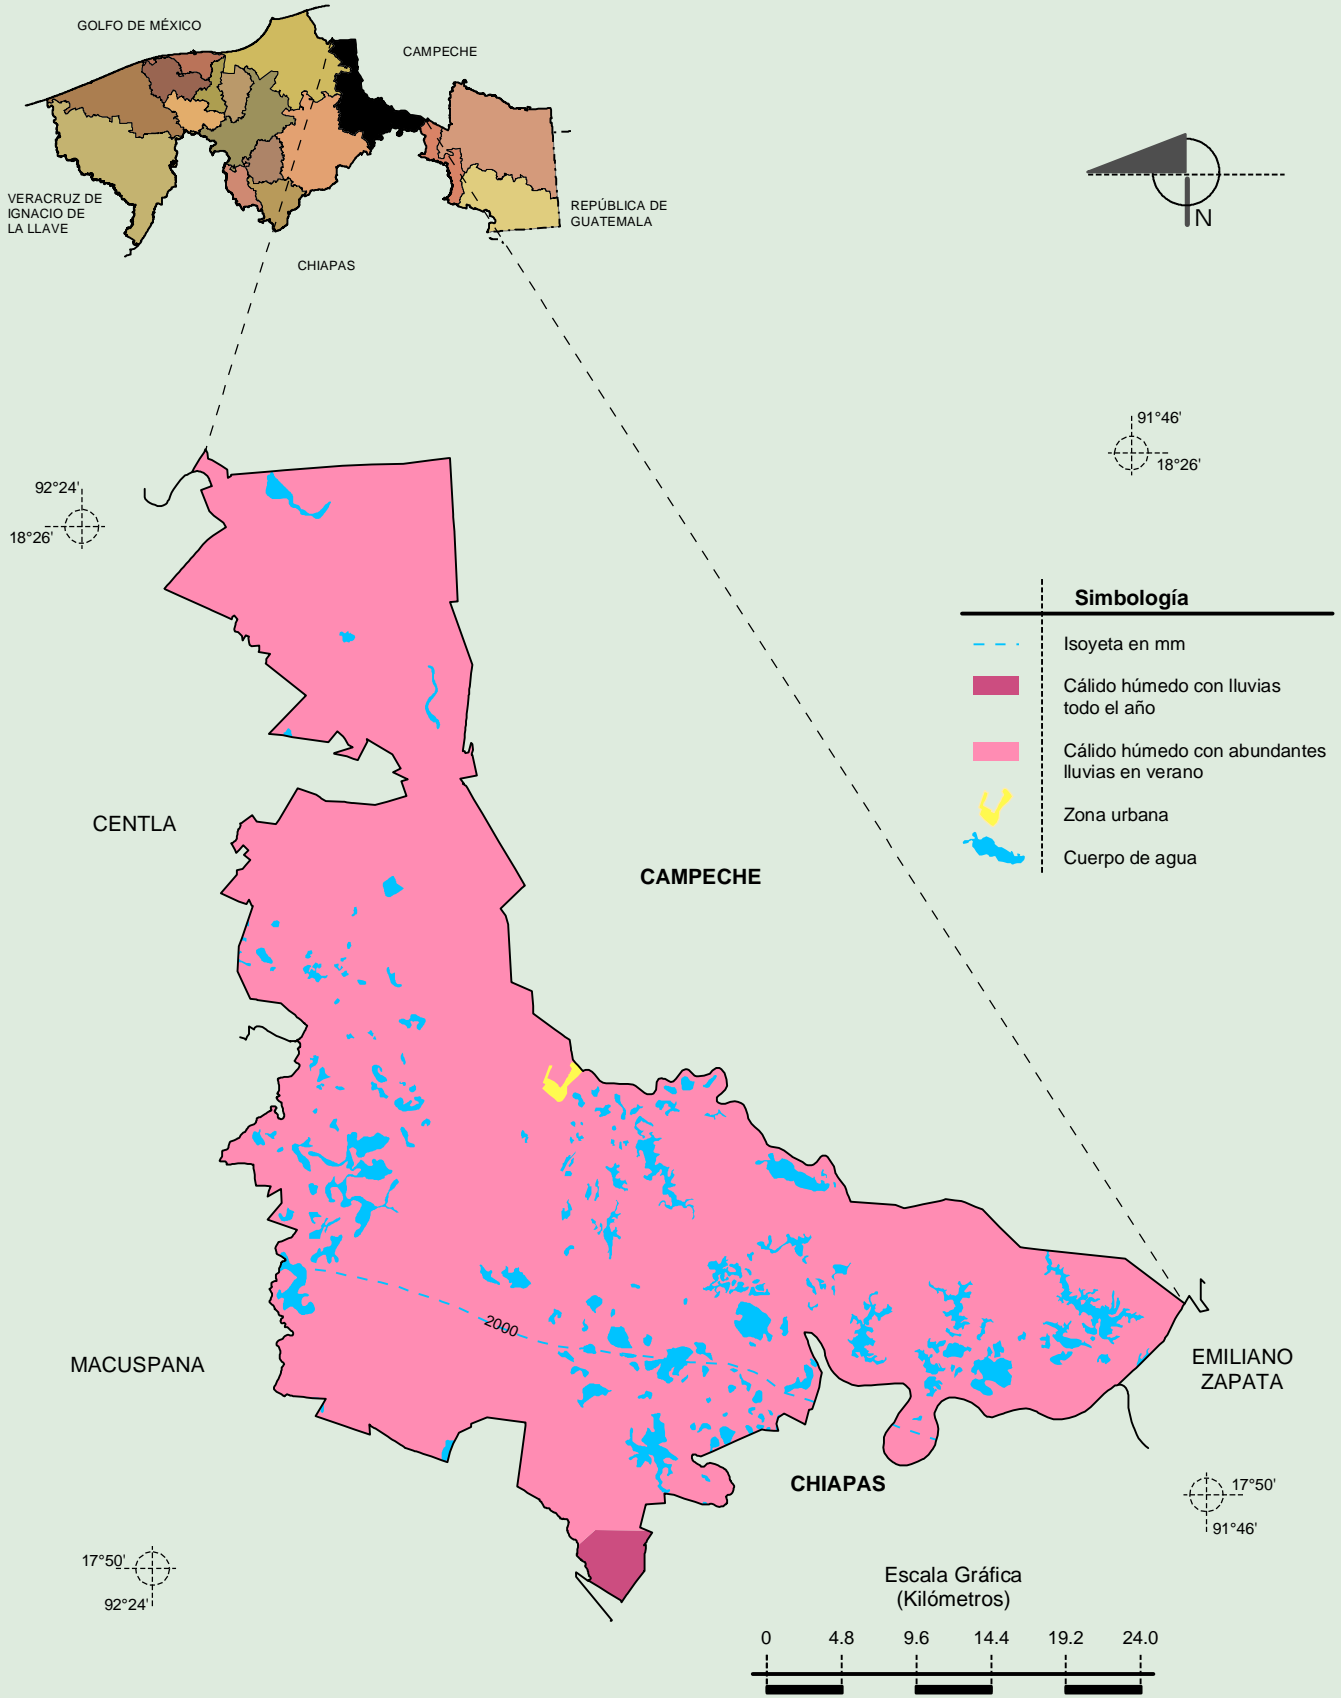 GOLFO DE MÉXICO
CAMPECHE
VERACRUZ DE
IGNACIO DE
LA LLAVE
REPÚBLICA DE
GUATEMALA
CHIAPAS
N
91°46'
18°26'
92°24'
18°26'
Simbología
Isoyeta en mm
Cálido húmedo con lluvias
todo el año
Cálido húmedo con abundantes
lluvias en verano
Zona urbana
Cuerpo de agua
CENTLA
CAMPECHE
2000
MACUSPANA
EMILIANO
ZAPATA
CHIAPAS
17°50'
91°46'
17°50'
92°24'
Escala Gráfica
(Kilómetros)
0 4.8 9.6 14.4 19.2 24.0